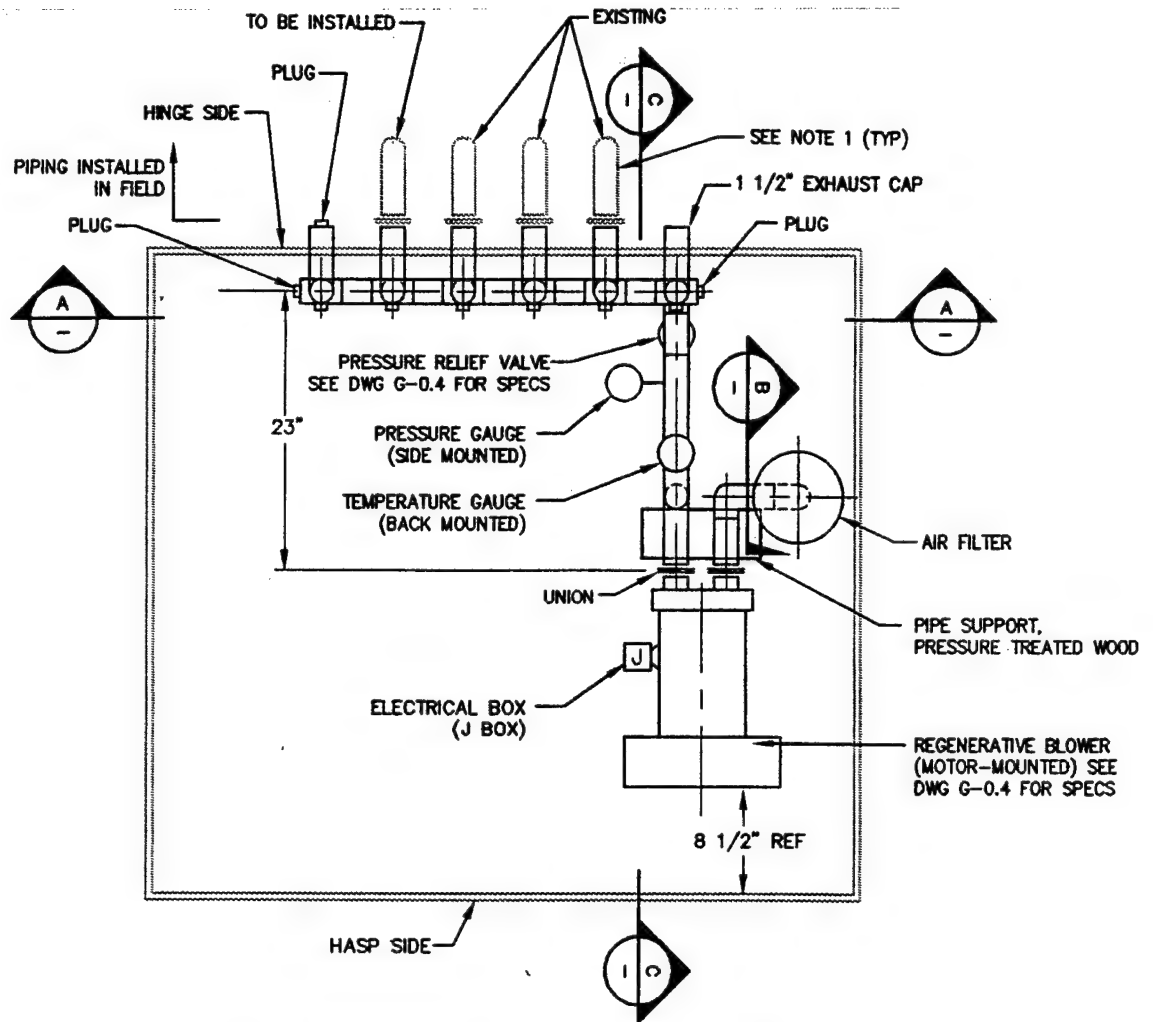 TO BE INSTALLED
EXISTING
PLUG
C
–
HINGE SIDE
SEE NOTE 1 (TYP)
PIPING INSTALLED
IN FIELD
1 1/2" EXHAUST CAP
PLUG
PLUG
A
–
A
–
PRESSURE RELIEF VALVE
SEE DWG G-0.4 FOR SPECS
B
–
23"
PRESSURE GAUGE
(SIDE MOUNTED)
TEMPERATURE GAUGE
(BACK MOUNTED)
AIR FILTER
UNION
PIPE SUPPORT,
PRESSURE TREATED WOOD
J
ELECTRICAL BOX
(J BOX)
REGENERATIVE BLOWER
(MOTOR-MOUNTED) SEE
DWG G-0.4 FOR SPECS
8 1/2" REF
HASP SIDE
C
–